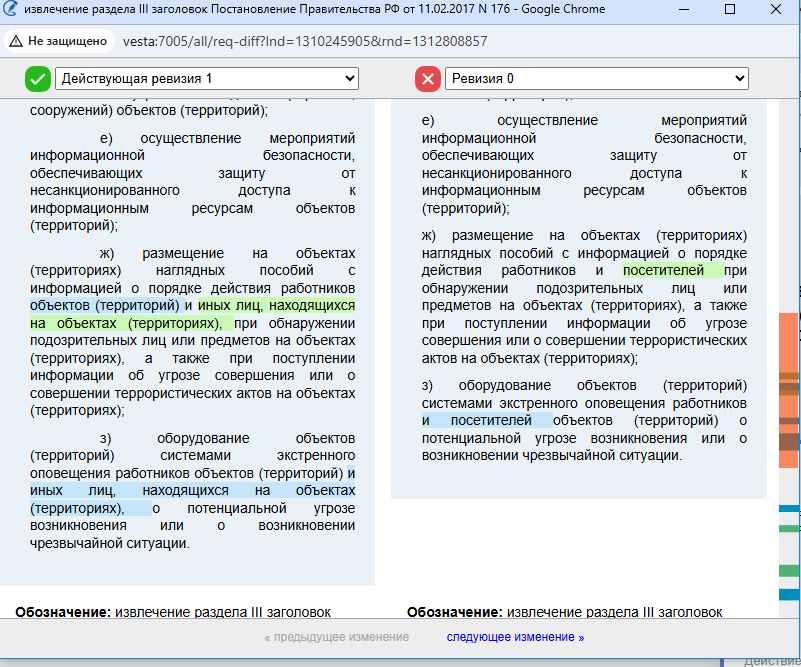 извлечение раздела III заголовок Постановление Правительства РФ от 11.02.2017 N 176 - Google Chrome
Не защищено vesta:7005/all/req-diff?Ind=1310245905&rnd=1312808857
Действующая ревизия 1
Ревизия 0
сооружений) объектов (территорий);
е) осуществление мероприятий
информационной безопасности,
обеспечивающих защиту от
несанкционированного доступа к
информационным ресурсам объектов
(территорий);
ж) размещение на объектах
(территориях) наглядных пособий с
информацией о порядке действия работников
объектов (территорий) и иных лиц, находящихся
на объектах (территориях), при обнаружении
подозрительных лиц или предметов на объектах
(территориях), а также при поступлении
информации об угрозе совершения или о
совершении террористических актов на объектах
(территориях);
з) оборудование объектов
(территорий) системами экстренного
оповещения работников объектов (территорий) и
иных лиц, находящихся на объектах
(территориях), о потенциальной угрозе
возникновения или о возникновении
чрезвычайной ситуации.
Обозначение: извлечение раздела III заголовок
е) осуществление мероприятий
информационной безопасности,
обеспечивающих защиту от
несанкционированного доступа к
информационным ресурсам объектов
(территорий);
ж) размещение на объектах (территориях)
наглядных пособий с информацией о порядке
действия работников и посетителей при
обнаружении подозрительных лиц или
предметов на объектах (территориях), а также
при поступлении информации об угрозе
совершения или о совершении террористических
актов на объектах (территориях);
з) оборудование объектов (территорий)
системами экстренного оповещения работников
и посетителей объектов (территорий) о
потенциальной угрозе возникновения или о
возникновении чрезвычайной ситуации.
Обозначение: извлечение раздела III заголовок
« предыдущее изменение следующее изменение »
Действие